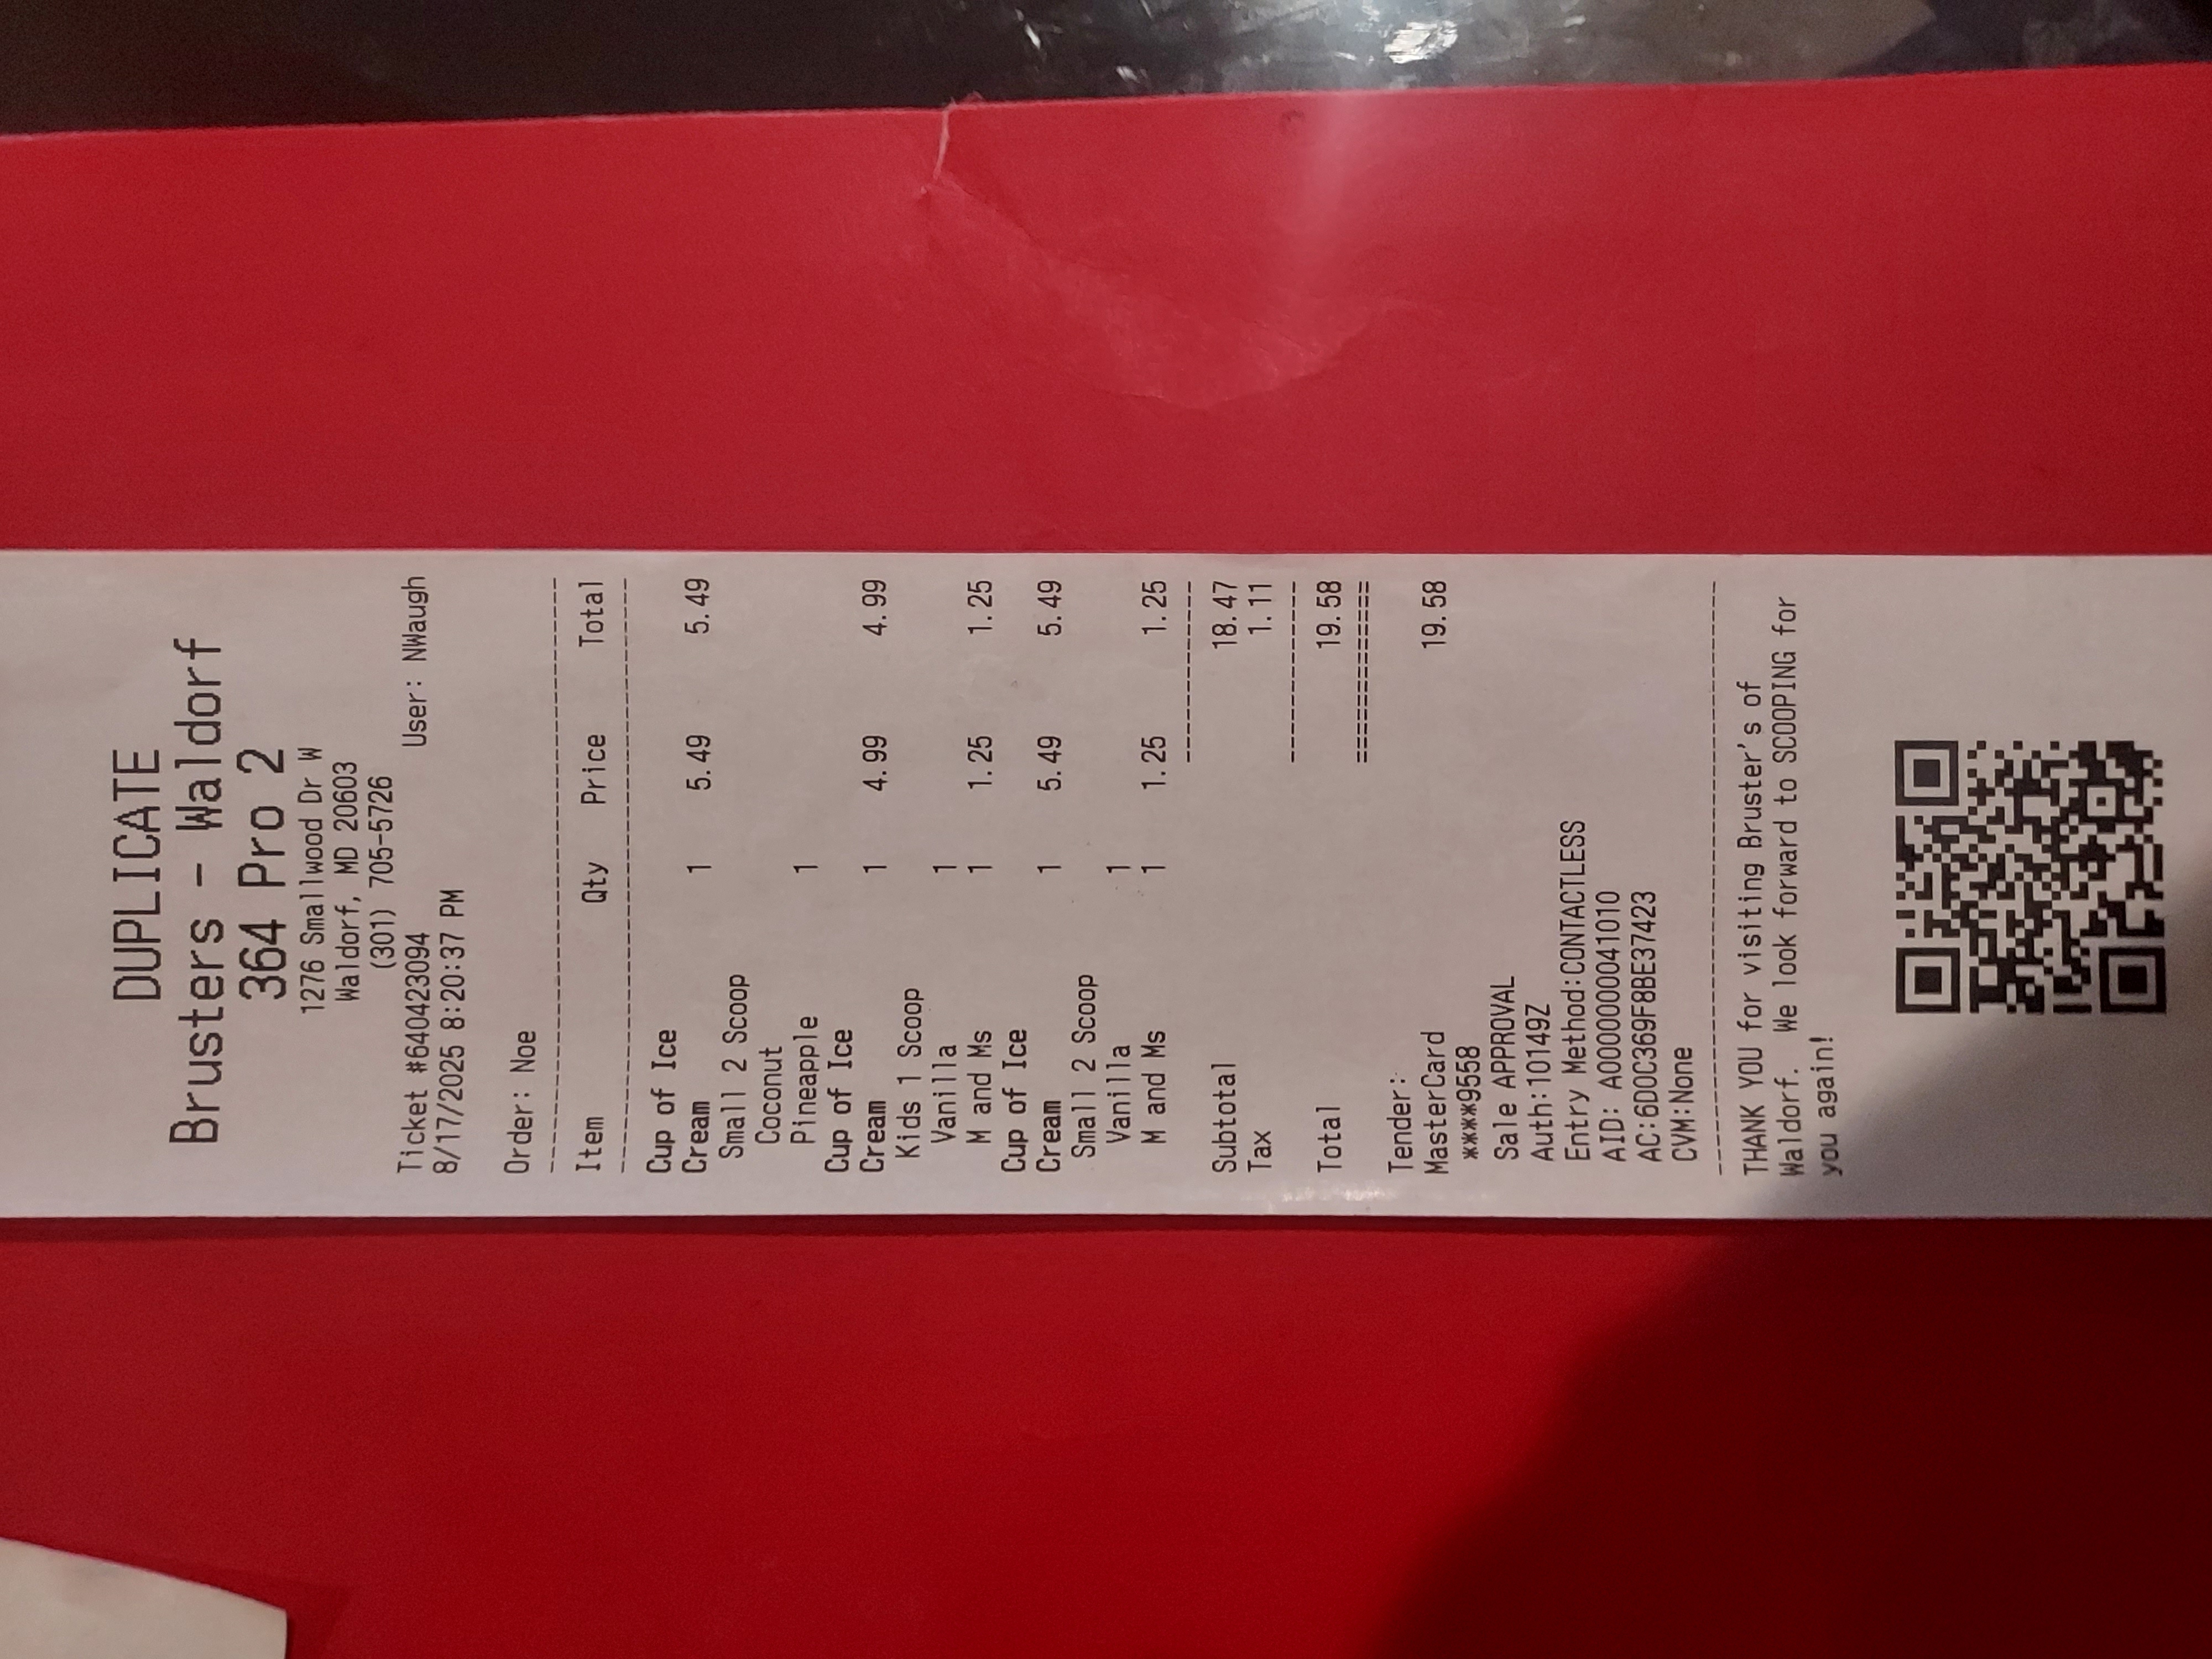 DUPLICATE
Brusters - Waldorf
364 Pro 2
1276 Smallwood Dr W
Waldorf, MD 20603
(301) 705-5726
Ticket #640423094 User: NWaugh
8/17/2025 8:20:37 PM
Order: Noe
Item Qty Price Total
Cup of Ice
Cream 1 5.49 5.49
Small 2 Scoop
Coconut
Pineapple 1
Cup of Ice
Cream 1 4.99 4.99
Kids 1 Scoop
Vanilla 1
M and Ms 1 1.25 1.25
Cup of Ice
Cream 1 5.49 5.49
Small 2 Scoop
Vanilla 1
M and Ms 1 1.25 1.25
Subtotal 18.47
Tax 1.11
Total 19.58
Tender:
MasterCard 19.58
****9558
Sale APPROVAL
Auth:10149Z
Entry Method:CONTACTLESS
AID: A0000000041010
AC:6D0C369F8BE37423
CVM:None
THANK YOU for visiting Bruster's of
Waldorf. We look forward to SCOOPING for
you again!